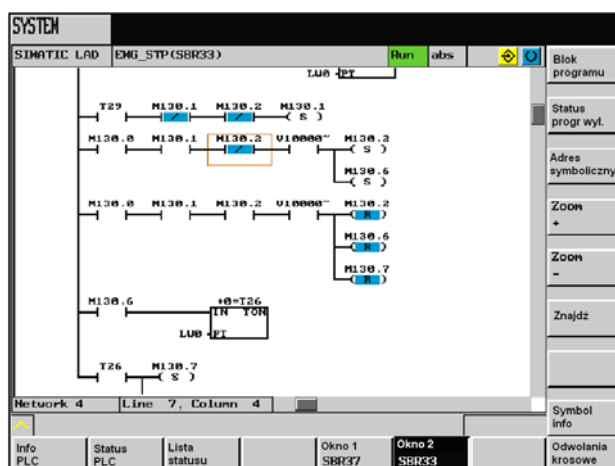 SYSTEM
SIMATIC LAD EMG_STP(SBR33) Run abs
LW0 PT
T29 M130.1 M130.2 M130.1
/ / ( S )
M130.0 M130.1 M130.2 V10000~ M130.2
/ ( S )
M130.6
( S )
M130.0 M130.1 M130.2 V10000~ M130.2
( R )
M130.6
( R )
M130.7
( R )
M130.6 +0=T26
IN TON
LW0 PT
T26 M130.7
( S )
Network 4 Line 7, Column 4
Blok
programu
Status
progr wył.
Adres
symboliczny
Zoom
+
Zoom
-
Znajdź
Symbol
info
Odwołania
krosowe
Info
PLC
Status
PLC
Lista
statusu
Okno 1
SBR37
Okno 2
SBR33